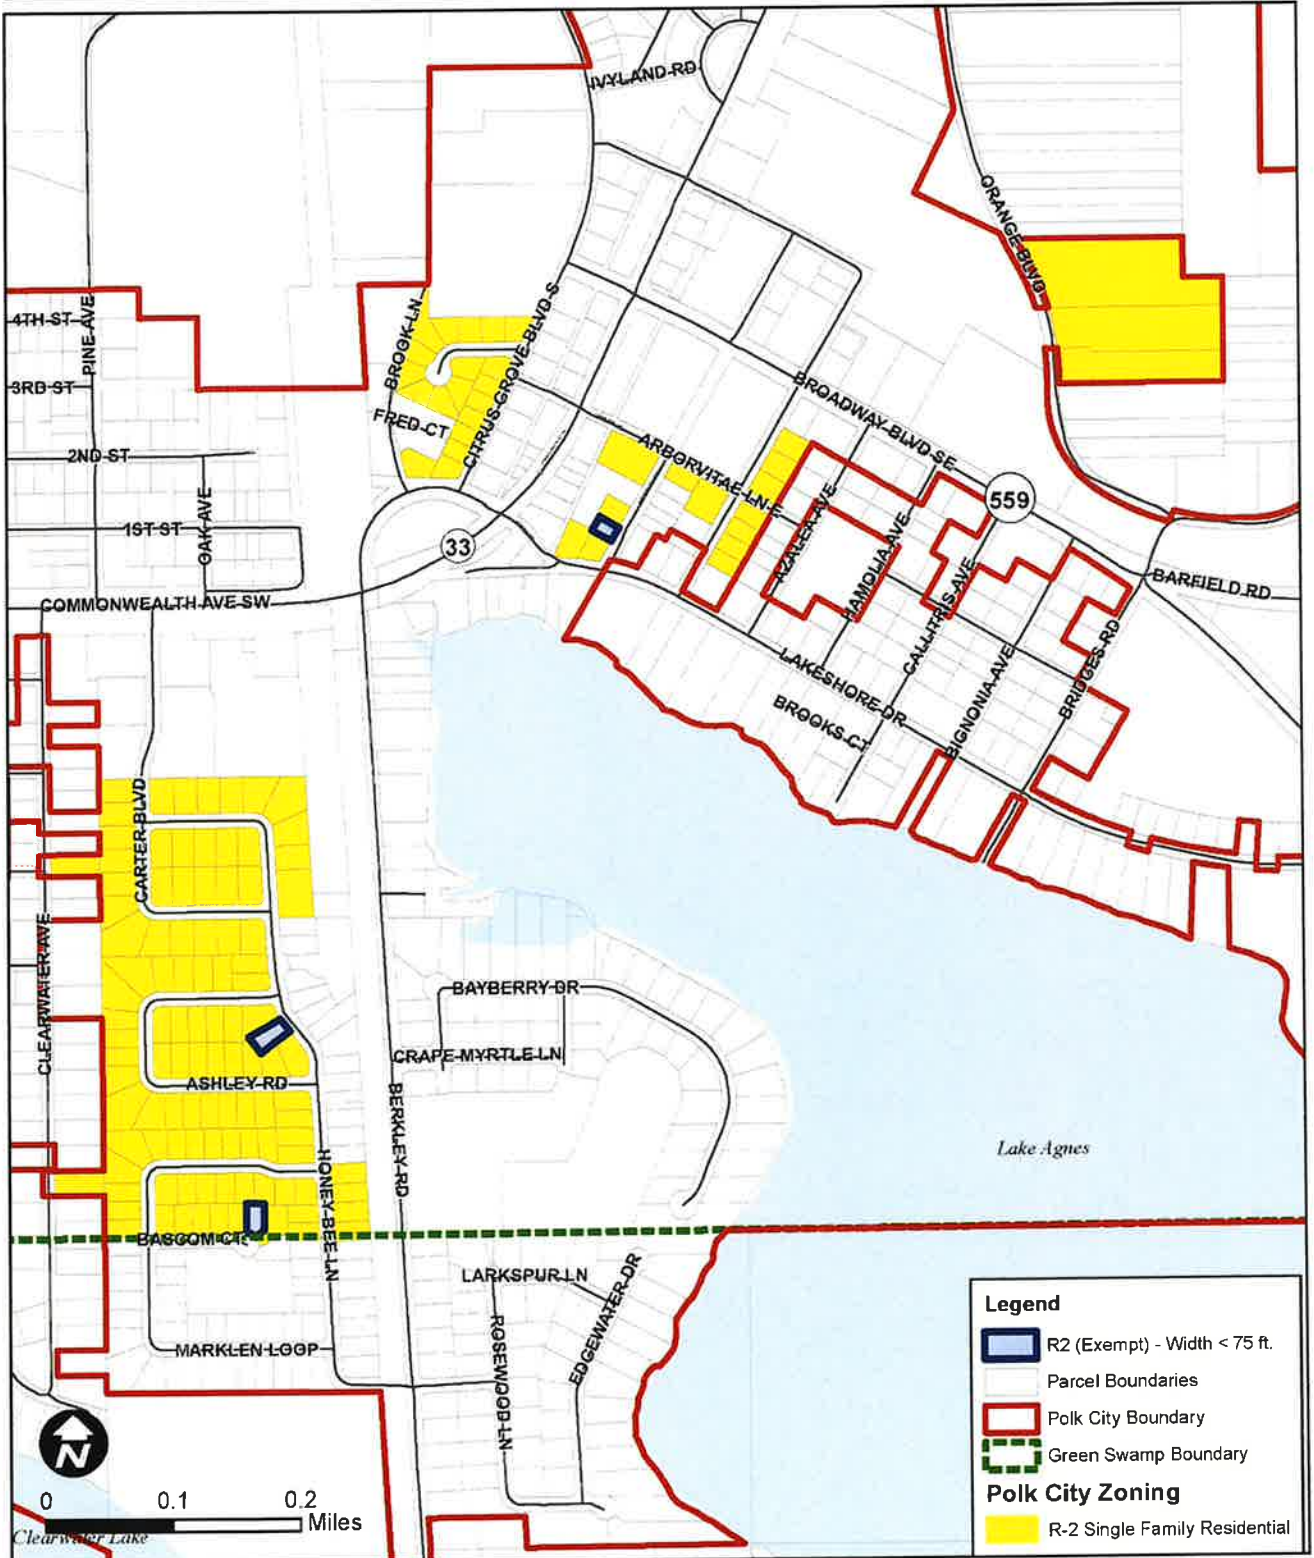 IVYLAND RD
ORANGE BLVD
4TH ST
PINE AVE
BROOK LN
CITRUS GROVE BLVD S
3RD ST
FRED CT
BROADWAY BLVD SE
2ND ST
ARBORVITAE LN E
OAK AVE
559
1ST ST
33
AZALEA AVE
HAMOLIA AVE
CALLITRIS AVE
BARFIELD RD
COMMONWEALTH AVE SW
LAKESHORE DR
BROOKS CT
BIGNONIA AVE
BRIDGES RD
CARTER BLVD
CLEARWATER AVE
BAYBERRY DR
CRAPE MYRTLE LN
ASHLEY RD
BERKLEY RD
HONEY BEE LN
Lake Agnes
BASCOM CT
LARKSPUR LN
EDGEWATER DR
ROSEWOOD LN
MARKLEN LOOP
N
0 0.1 0.2
Miles
Clearwater Lake
Legend
R2 (Exempt) - Width < 75 ft.
Parcel Boundaries
Polk City Boundary
Green Swamp Boundary
Polk City Zoning
R-2 Single Family Residential